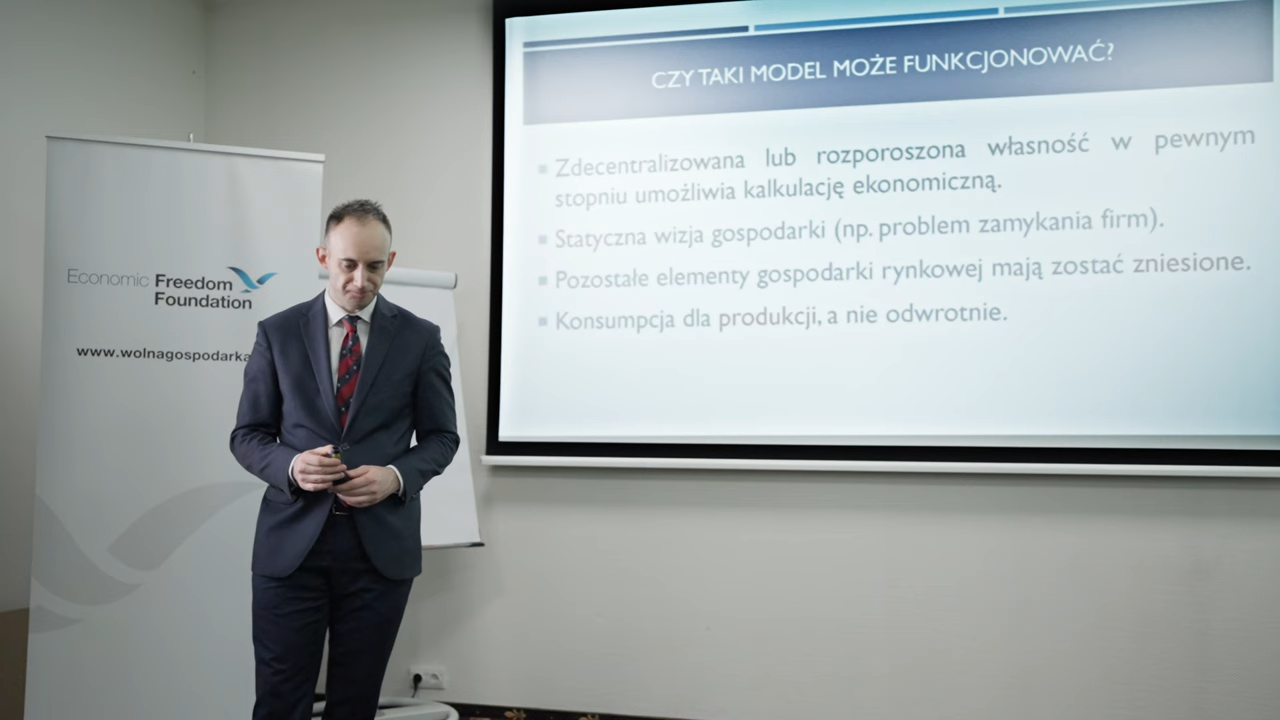 Economic Freedom
Foundation
www.wolnagospodarka
CZY TAKI MODEL MOŻE FUNKCJONOWAĆ?
Zdecentralizowana lub rozporoszona własność w pewnym
stopniu umożliwia kalkulację ekonomiczną.
Statyczna wizja gospodarki (np. problem zamykania firm).
Pozostałe elementy gospodarki rynkowej mają zostać zniesione.
Konsumpcja dla produkcji, a nie odwrotnie.